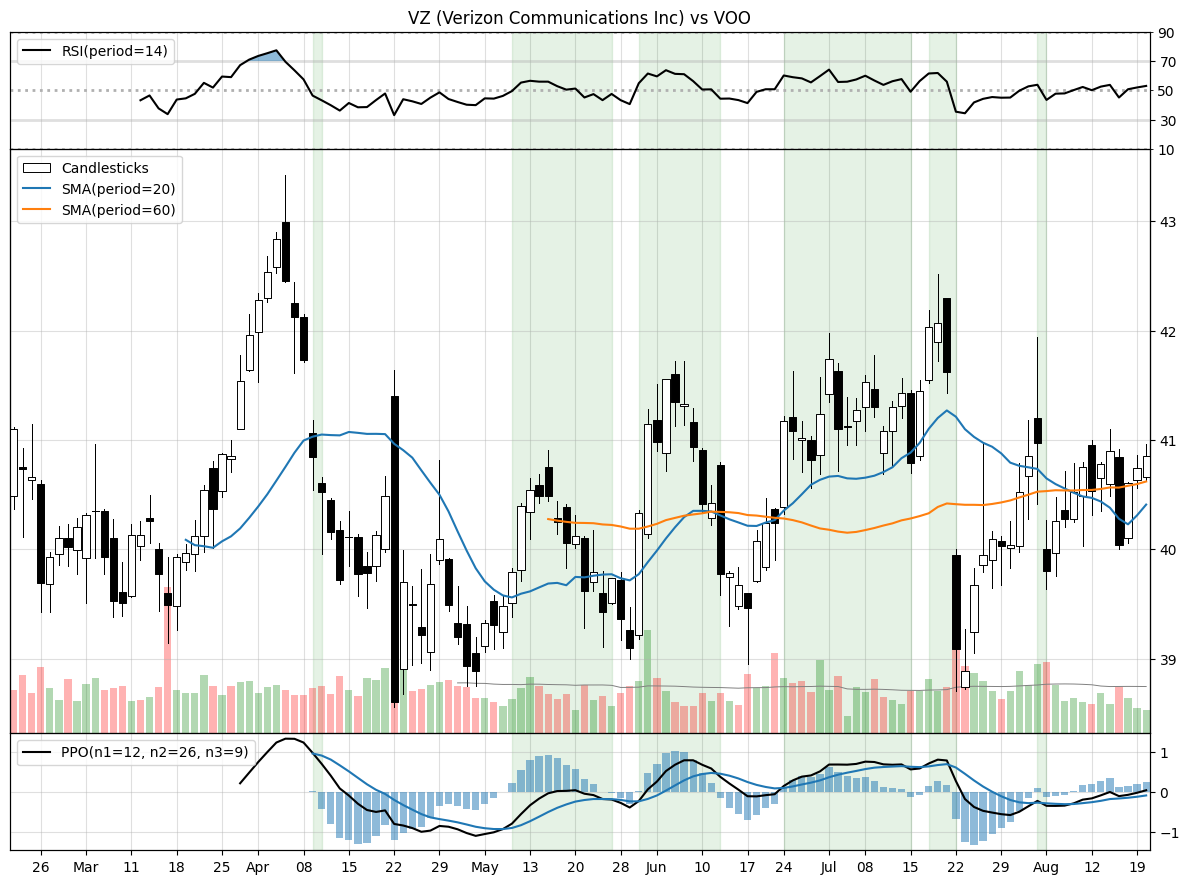 VZ (Verizon Communications Inc) vs VOO
RSI(period=14)
90
70
50
30
10
Candlesticks
SMA(period=20)
SMA(period=60)
43
42
41
40
39
PPO(n1=12, n2=26, n3=9)
1
0
−1
26 Mar 11 18 25 Apr 08 15 22 29 May 13 20 28 Jun 10 17 24 Jul 08 15 22 29 Aug 12 19